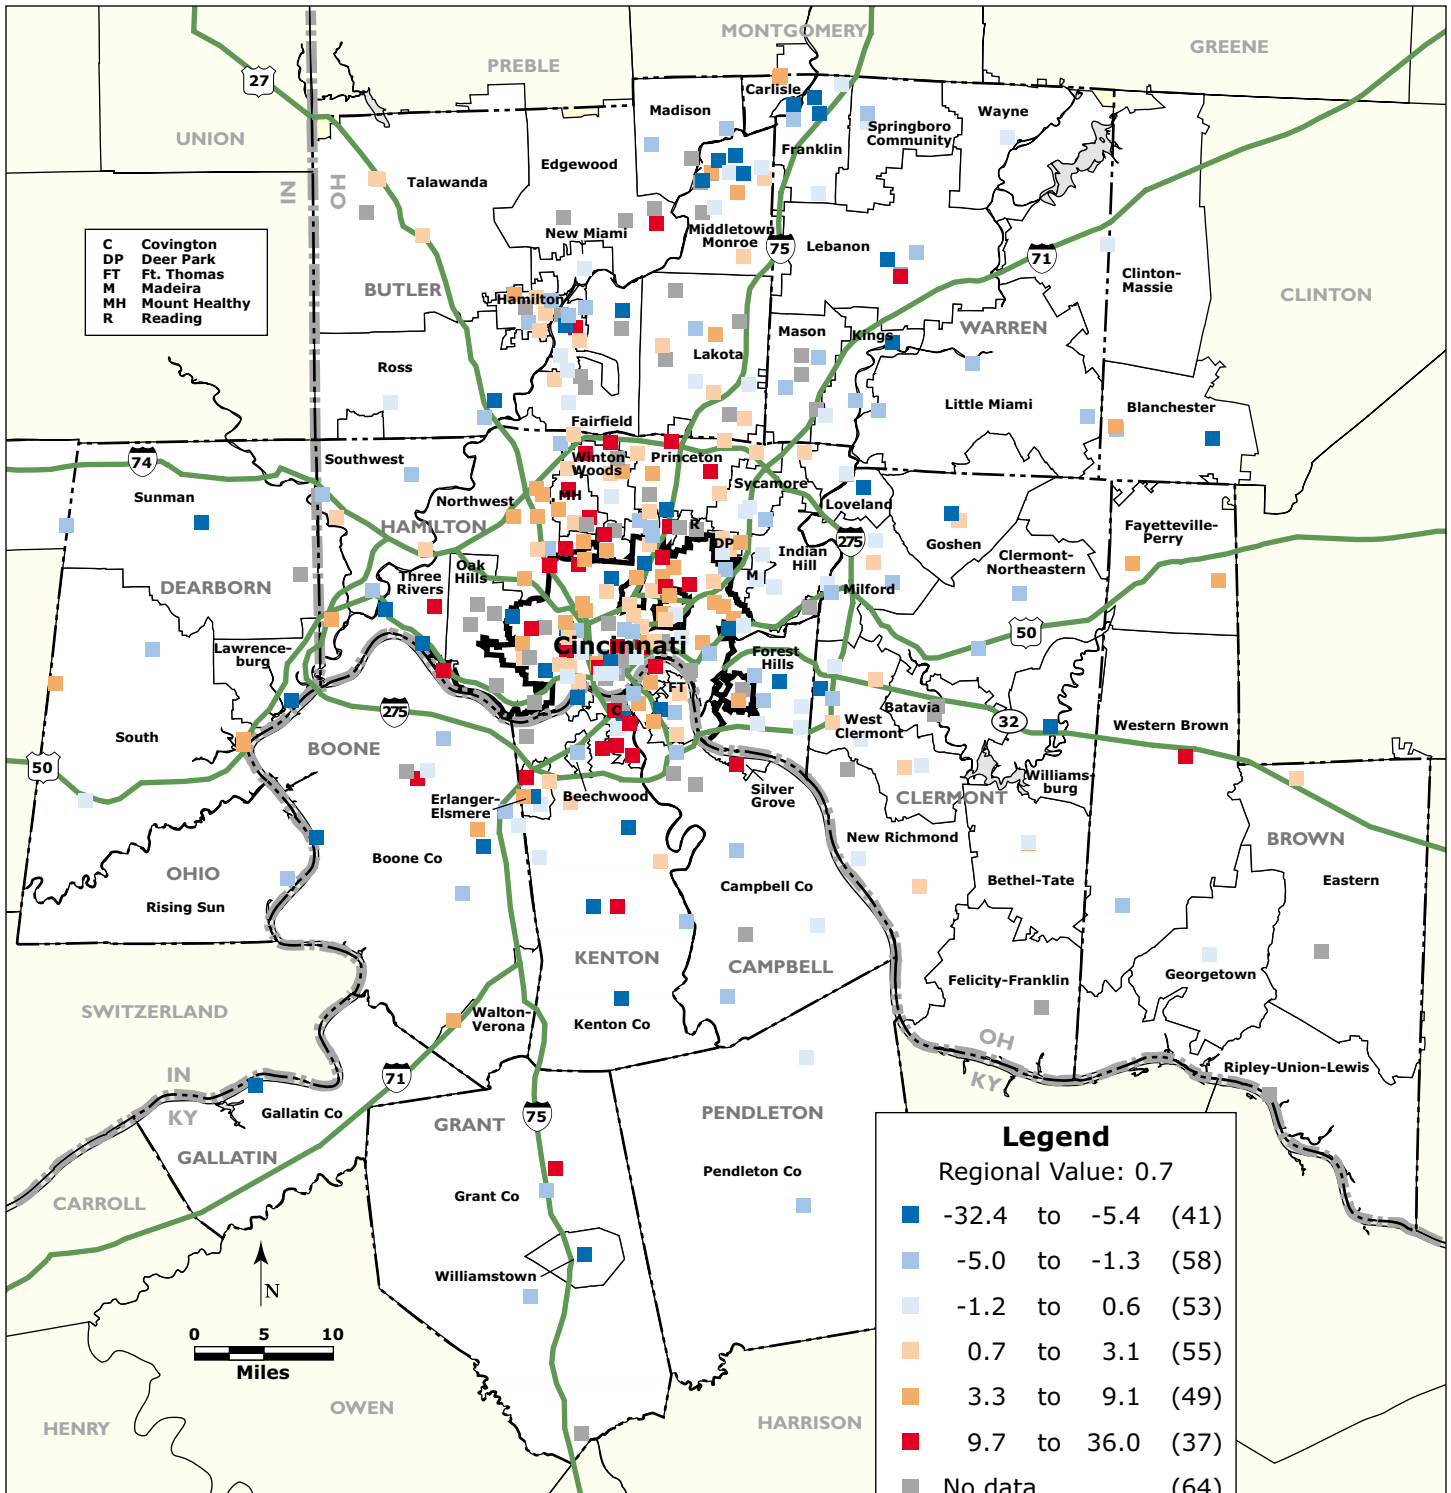 MONTGOMERY
GREENE
PREBLE
27
Carlisle
Madison
Wayne
UNION
Springboro
Community
Franklin
Edgewood
IN
OH
Talawanda
New Miami
Middletown
Monroe
75
Lebanon
71
C Covington
DP Deer Park
FT Ft. Thomas
M Madeira
MH Mount Healthy
R Reading
Clinton-
Massie
BUTLER
Hamilton
CLINTON
WARREN
Mason
Kings
Lakota
Ross
Little Miami
Blanchester
Fairfield
74
Southwest
Winton
Woods
Princeton
Sycamore
Sunman
Northwest
MH
Loveland
HAMILTON
R
DP
275
Goshen
Fayetteville-
Perry
Indian
Hill
Clermont-
Northeastern
Oak
Hills
Three
Rivers
M
DEARBORN
Milford
50
Cincinnati
Lawrence-
burg
Forest
Hills
FT
Batavia
275
C
32
West
Clermont
Western Brown
South
BOONE
50
Williams-
burg
Silver
Grove
Beechwood
CLERMONT
Erlanger-
Elsmere
New Richmond
BROWN
Boone Co
OHIO
Campbell Co
Bethel-Tate
Eastern
Rising Sun
KENTON
CAMPBELL
Georgetown
Felicity-Franklin
SWITZERLAND
Walton-
Verona
Kenton Co
OH
KY
Ripley-Union-Lewis
IN
KY
71
Gallatin Co
75
GRANT
PENDLETON
GALLATIN
Pendleton Co
Grant Co
CARROLL
Williamstown
N
0 5 10
Miles
OWEN
HENRY
HARRISON
Legend
Regional Value: 0.7
-32.4 to -5.4 (41)
-5.0 to -1.3 (58)
-1.2 to 0.6 (53)
0.7 to 3.1 (55)
3.3 to 9.1 (49)
9.7 to 36.0 (37)
No data (64)